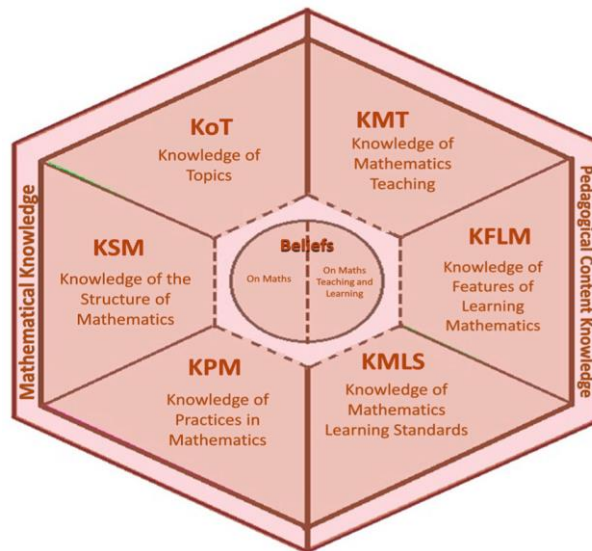 KoT
Knowledge of
Topics
KMT
Knowledge of
Mathematics
Teaching
Mathematical Knowledge
KSM
Knowledge of the
Structure of
Mathematics
Beliefs
On Maths
On Maths
Teaching and
Learning
KFLM
Knowledge of
Features of
Learning
Mathematics
Pedagogical Content Knowledge
KPM
Knowledge of
Practices in
Mathematics
KMLS
Knowledge of
Mathematics
Learning Standards